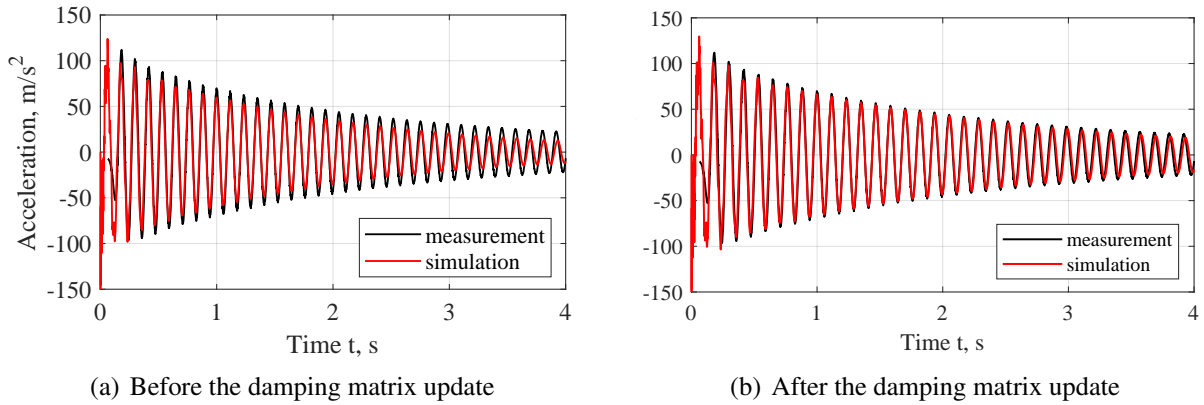 150
100
50
0
-50
-100
-150
Acceleration, m/s²
measurement
simulation
0 1 2 3 4
Time t, s
(a) Before the damping matrix update
150
100
50
0
-50
-100
-150
measurement
simulation
0 1 2 3 4
Time t, s
(b) After the damping matrix update